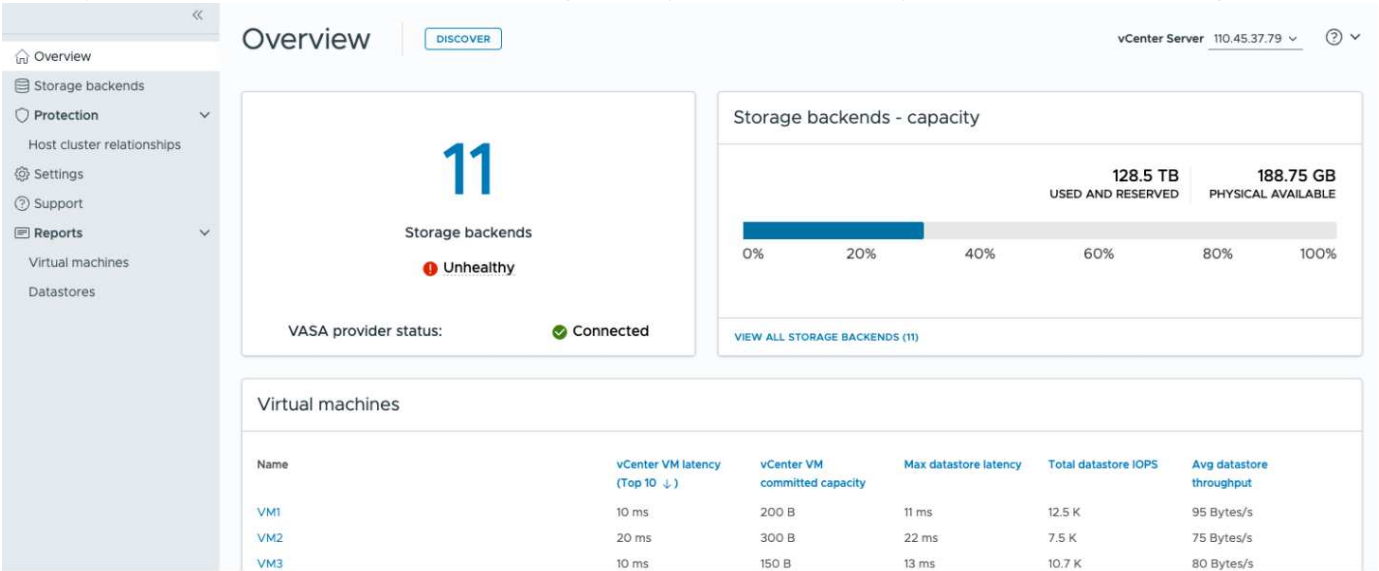 «
Overview
Storage backends
Protection
Host cluster relationships
Settings
Support
Reports
Virtual machines
Datastores
Overview
DISCOVER
vCenter Server 110.45.37.79
?
11
Storage backends
Unhealthy
VASA provider status: Connected
Storage backends - capacity
128.5 TB 188.75 GB
USED AND RESERVED PHYSICAL AVAILABLE
0% 20% 40% 60% 80% 100%
VIEW ALL STORAGE BACKENDS (11)
Virtual machines
Name vCenter VM latency (Top 10 ↓ ) vCenter VM committed capacity Max datastore latency Total datastore IOPS Avg datastore throughput
VM1 10 ms 200 B 11 ms 12.5 K 95 Bytes/s
VM2 20 ms 300 B 22 ms 7.5 K 75 Bytes/s
VM3 10 ms 150 B 13 ms 10.7 K 80 Bytes/s